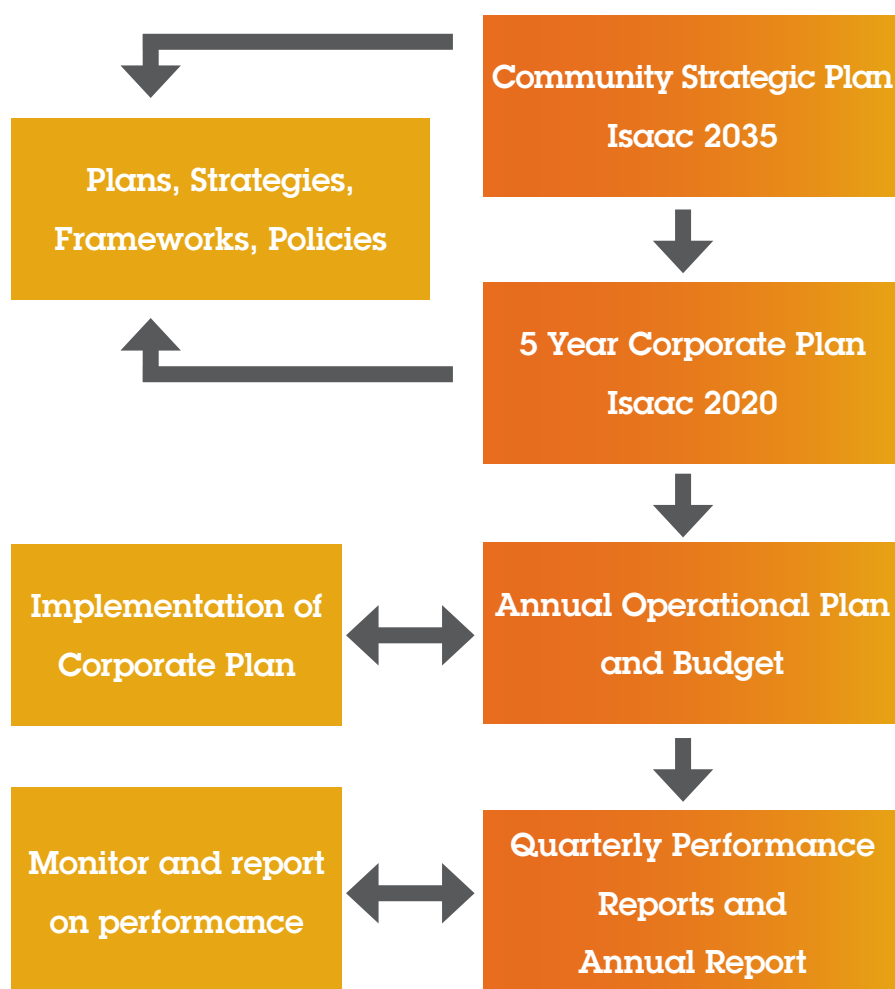 Community Strategic Plan
Isaac 2035
Plans, Strategies,
Frameworks, Policies
5 Year Corporate Plan
Isaac 2020
Implementation of
Corporate Plan
Annual Operational Plan
and Budget
Monitor and report
on performance
Quarterly Performance
Reports and
Annual Report